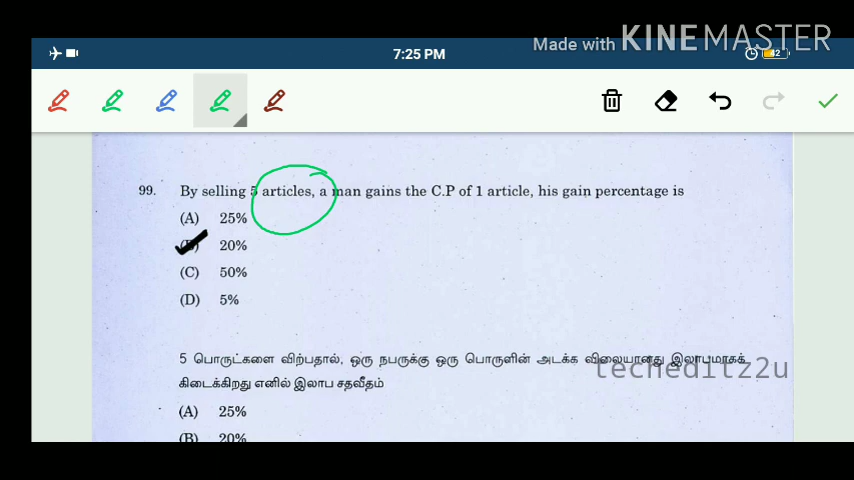 Made with KINEMASTER
7:25 PM
42
99. By selling 5 articles, a man gains the C.P of 1 article, his gain percentage is
(A) 25%
(B) 20%
(C) 50%
(D) 5%
5 பொருட்களை விற்பதால், ஒரு நபருக்கு ஒரு பொருளின் அடக்க விலையானது இலாபமாகக்
techeditz2u
கிடைக்கிறது எனில் இலாப சதவீதம்
(A) 25%
(B) 20%